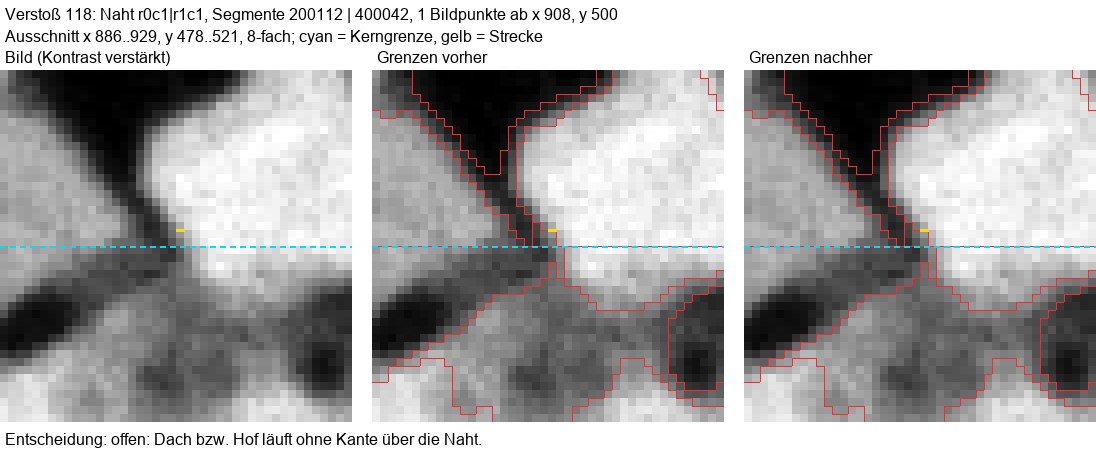 Verstoß 118: Naht r0c1|r1c1, Segmente 200112 | 400042, 1 Bildpunkte ab x 908, y 500
Ausschnitt x 886..929, y 478..521, 8-fach; cyan = Kerngrenze, gelb = Strecke
Bild (Kontrast verstärkt)
Grenzen vorher
Grenzen nachher
Entscheidung: offen: Dach bzw. Hof läuft ohne Kante über die Naht.